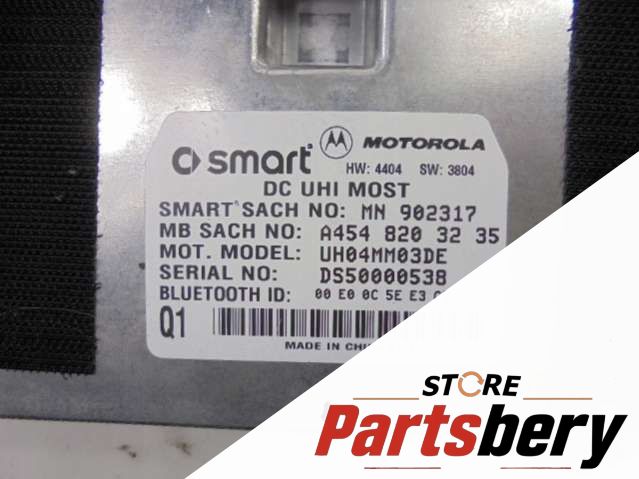 smart MOTOROLA
HW: 4404 SW: 3804
DC UHI MOST
SMART SACH NO: MN 902317
MB SACH NO: A454 820 32 35
MOT. MODEL: UH04MM03DE
SERIAL NO: DS50000538
BLUETOOTH ID: 00 E0 0C 5E E3
Q1
MADE IN
STORE
Partsbery